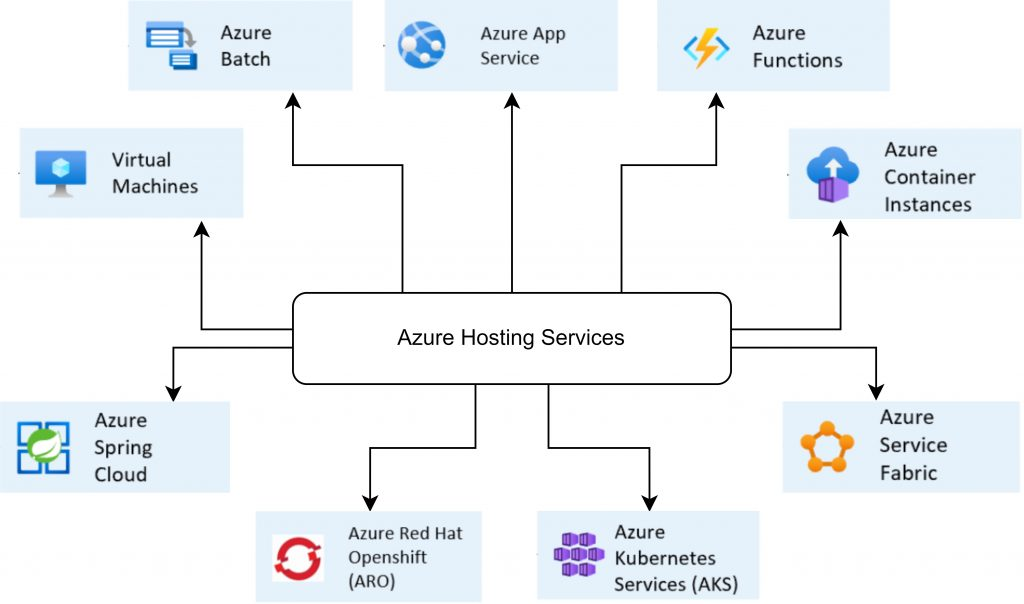 Azure
Batch
Azure App
Service
Azure
Functions
Virtual
Machines
Azure
Container
Instances
Azure Hosting Services
Azure
Spring
Cloud
Azure
Service
Fabric
Azure Red Hat
Openshift
(ARO)
Azure
Kubernetes
Services (AKS)